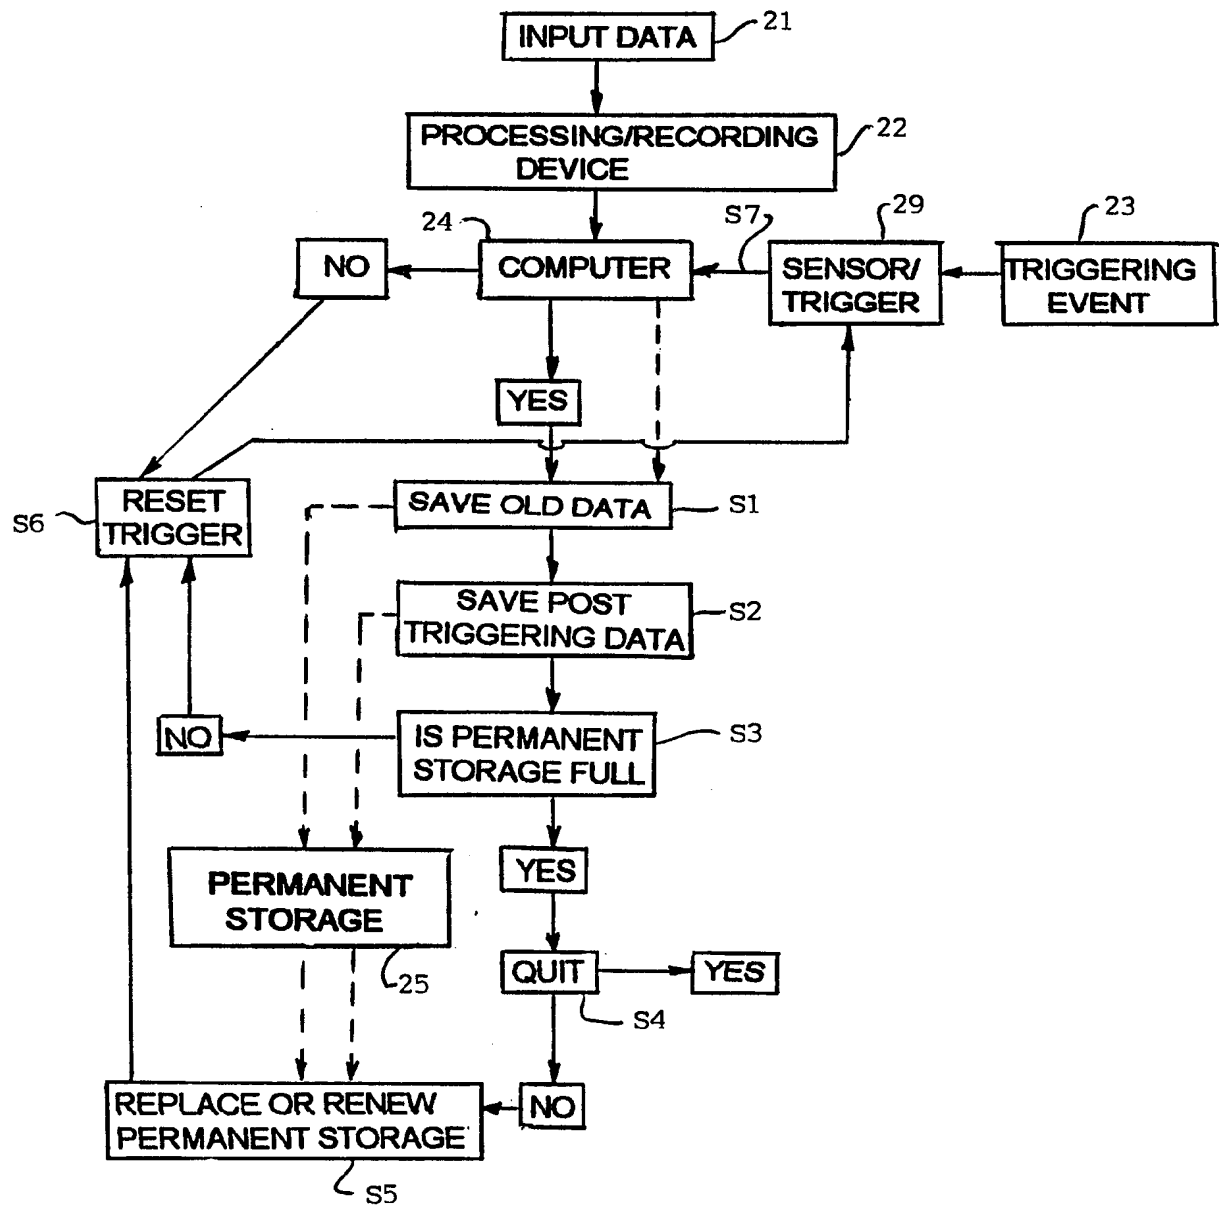 INPUT DATA
21
PROCESSING/RECORDING
DEVICE
22
24
COMPUTER
NO
S7
SENSOR/
TRIGGER
29
TRIGGERING
EVENT
23
YES
RESET
TRIGGER
S6
SAVE OLD DATA
S1
SAVE POST
TRIGGERING DATA
S2
NO
IS PERMANENT
STORAGE FULL
S3
PERMANENT
STORAGE
25
YES
QUIT
YES
S4
REPLACE OR RENEW
PERMANENT STORAGE
NO
S5